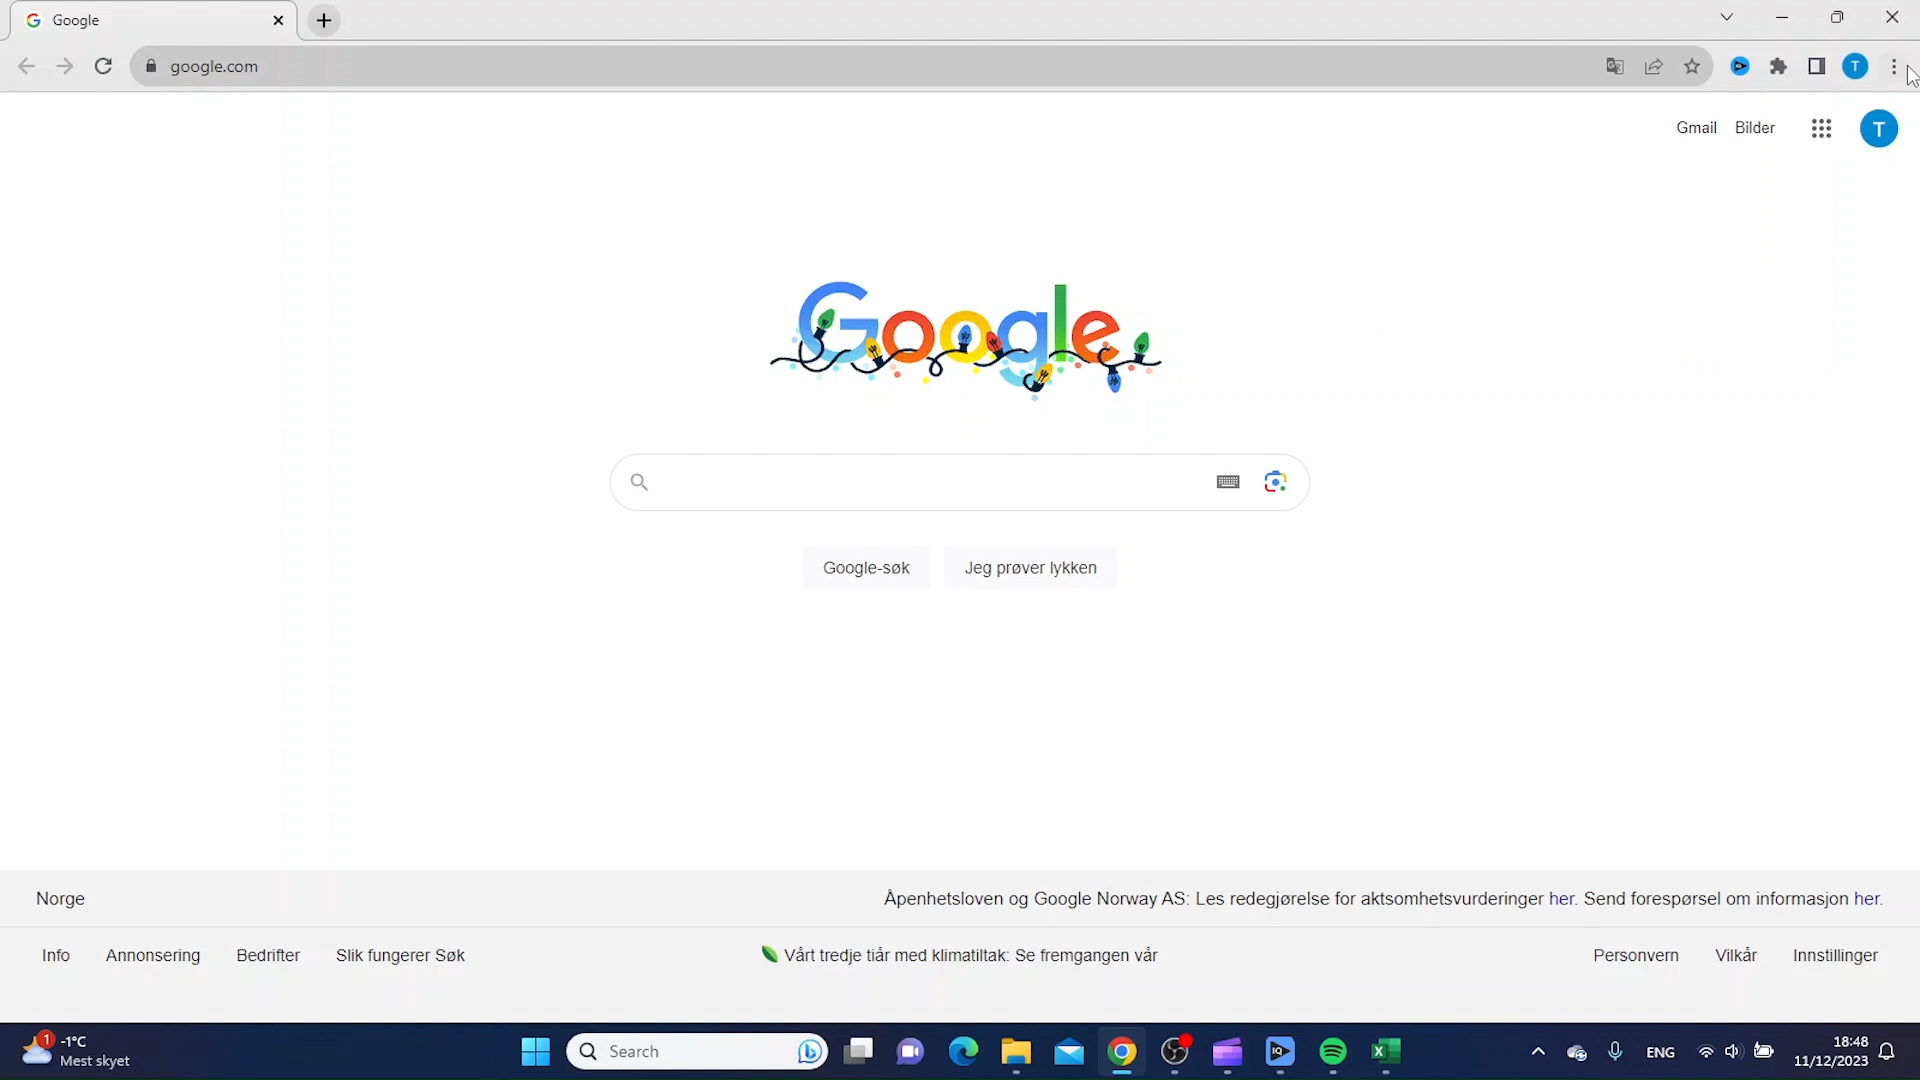 Google
google.com
T
Gmail
Bilder
T
Google
Google-søk
Jeg prøver lykken
Norge
Åpenhetsloven og Google Norway AS: Les redegjørelse for aktsomhetsvurderinger her. Send forespørsel om informasjon her.
Info
Annonsering
Bedrifter
Slik fungerer Søk
Vårt tredje tiår med klimatiltak: Se fremgangen vår
Personvern
Vilkår
Innstillinger
1
-1°C
Mest skyet
Search
IQ
ENG
18:48
11/12/2023